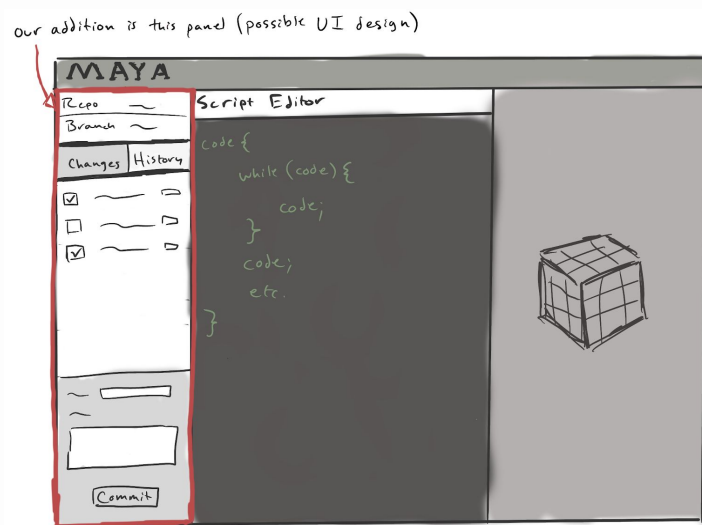 our addition is this panel (possible UI design)
MAYA
Repo
Branch
Changes
History
Script Editor
code {
while (code) {
code;
}
code;
etc.
}
Commit